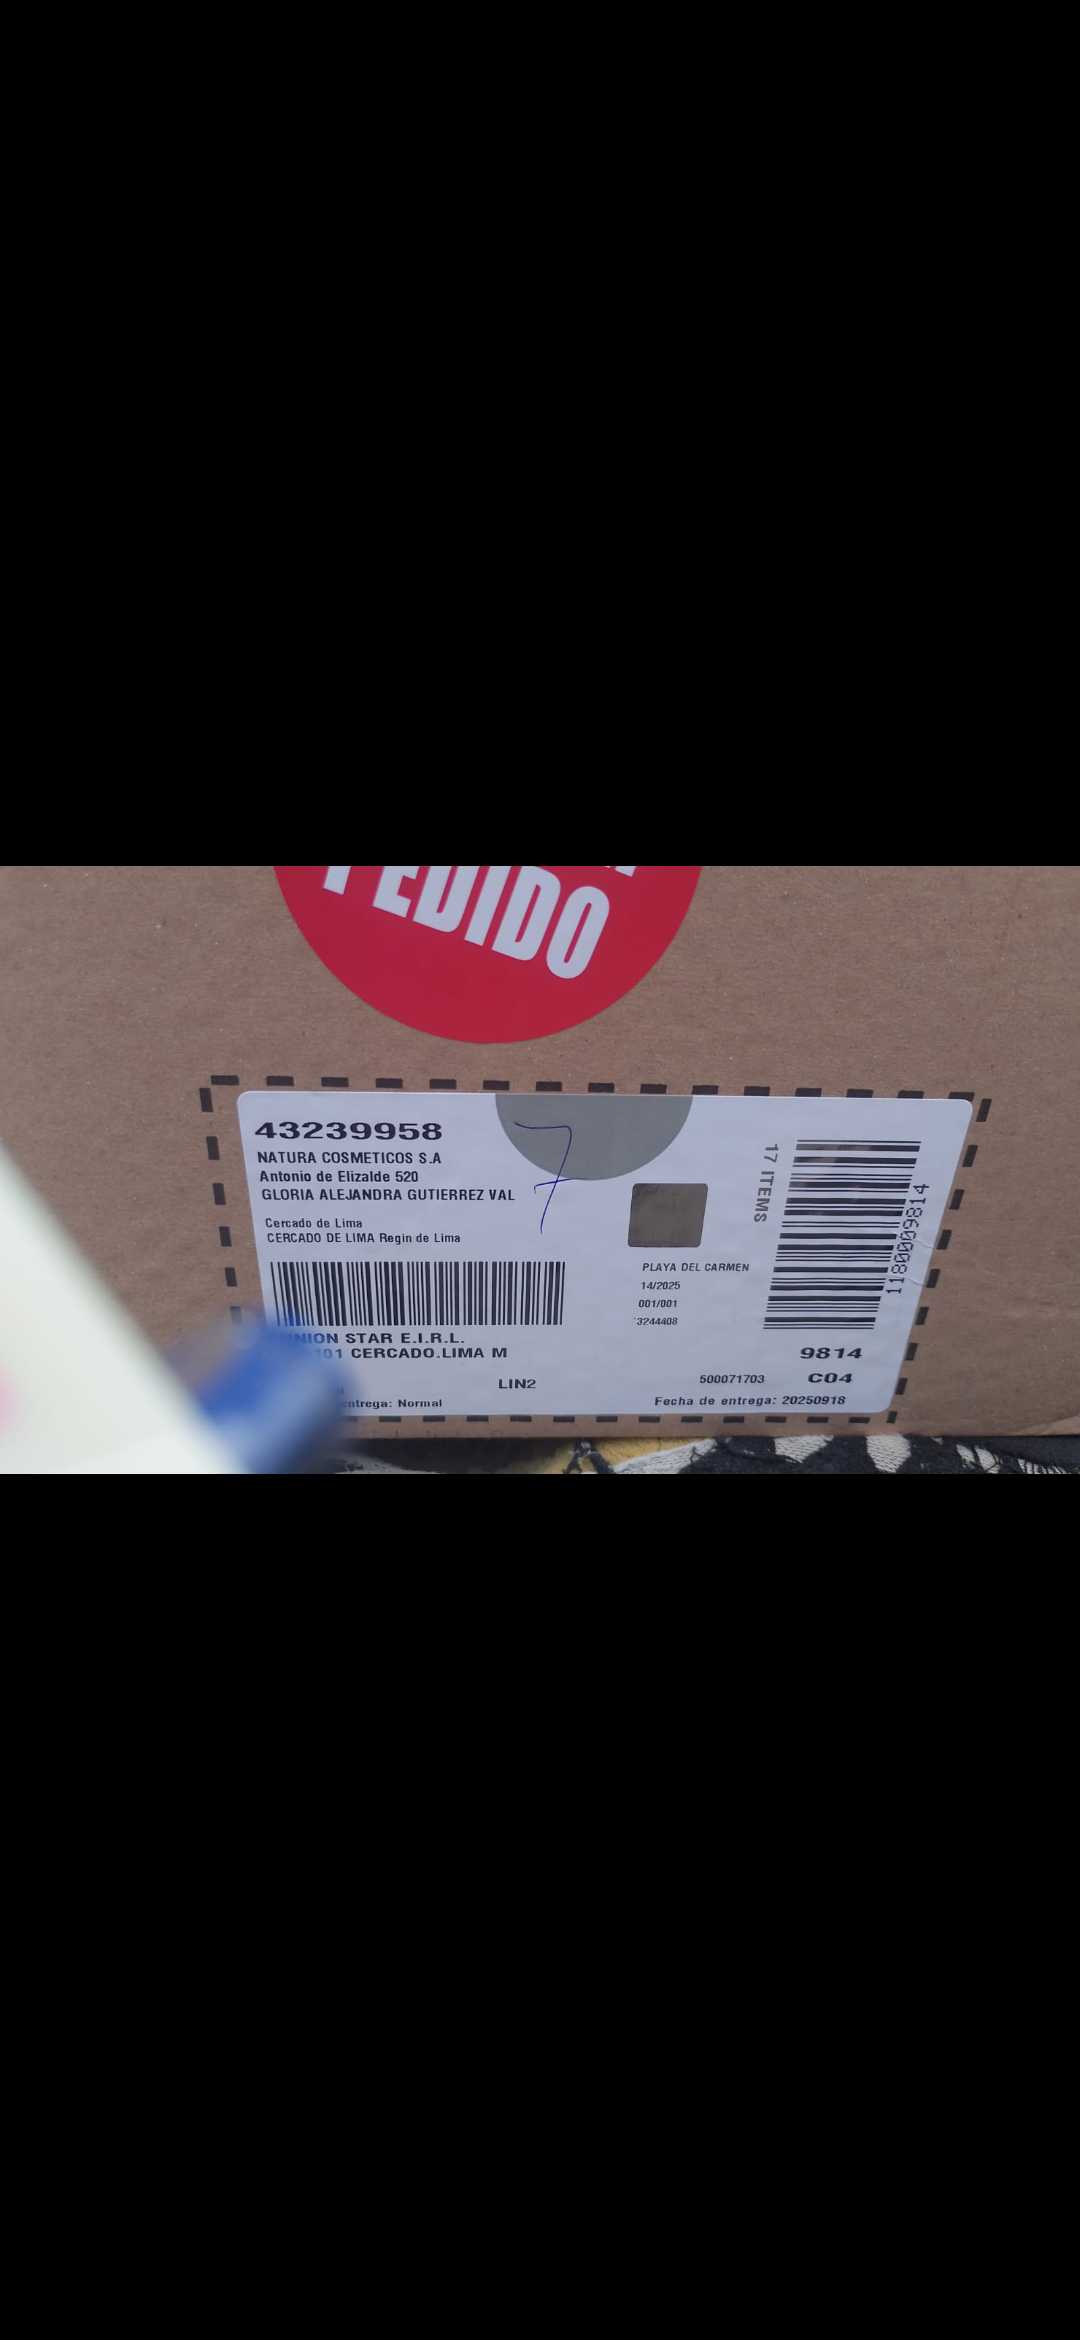 PEDIDO
43239958
NATURA COSMETICOS S.A
Antonio de Elizalde 520
GLORIA ALEJANDRA GUTIERREZ VAL
7
Cercado de Lima
CERCADO DE LIMA Regin de Lima
17 ITEMS
1180009814
PLAYA DEL CARMEN
14/2025
001/001
3244408
STAR E.I.R.L.
101 CERCADO.LIMA M
9814
LIN2
500071703
C04
Normal
Fecha de entrega: 20250918